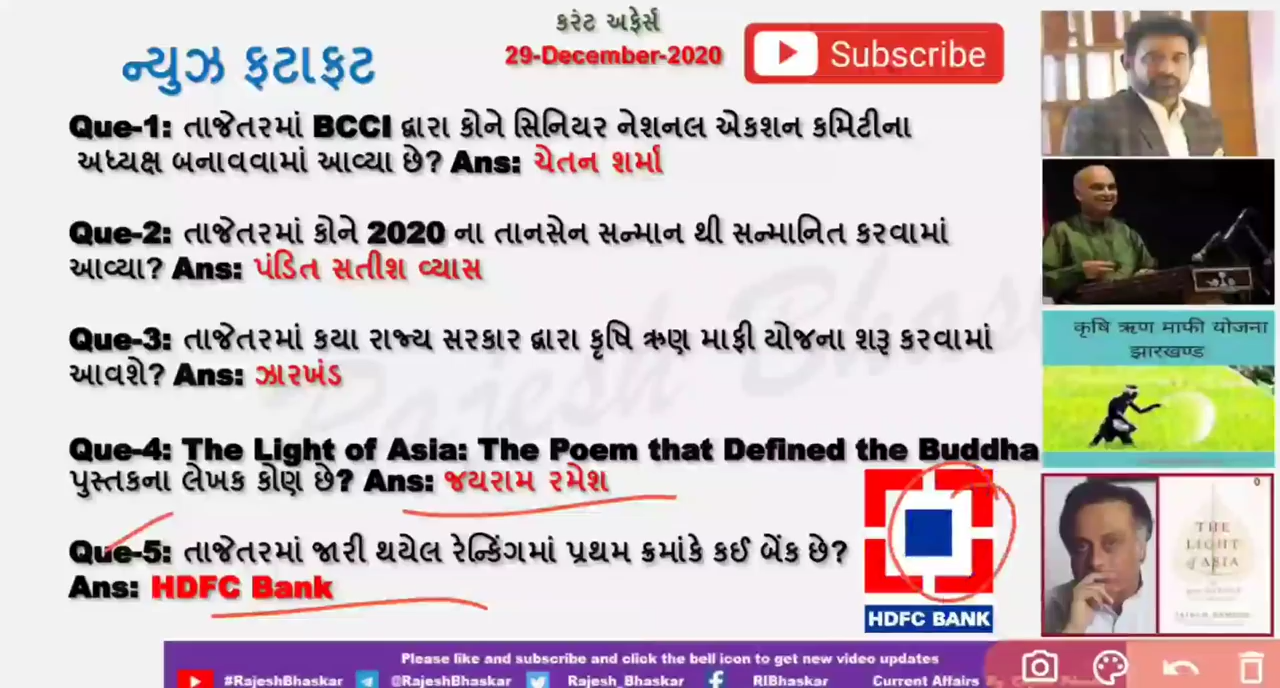 કરંટ અફેર્સ
29-December-2020
Subscribe
ન્યુઝ ફટાફટ
Que-1: તાજેતરમાં BCCI દ્વારા કોને સિનિયર નેશનલ એકશન કમિટીના
અધ્યક્ષ બનાવવામાં આવ્યા છે? Ans: ચેતન શર્મા
Que-2: તાજેતરમાં કોને 2020 ના તાનસેન સન્માન થી સન્માનિત કરવામાં
આવ્યા? Ans: પંડિત સતીશ વ્યાસ
Que-3: તાજેતરમાં કયા રાજ્ય સરકાર દ્વારા કૃષિ ઋણ માફી યોજના શરૂ કરવામાં
આવશે? Ans: ઝારખંડ
कृषि ऋण माफी योजना
झारखण्ड
Que-4: The Light of Asia: The Poem that Defined the Buddha
પુસ્તકના લેખક કોણ છે? Ans: જયરામ રમેશ
Que-5: તાજેતરમાં જારી થયેલ રેન્કિંગમાં પ્રથમ ક્રમાંકે કઈ બેંક છે?
Ans: HDFC Bank
HDFC BANK
THE
LIGHT
of ASIA
Rajesh Bhas
Please like and subscribe and click the bell icon to get new video updates
#RajeshBhaskar @RajeshBhaskar Rajesh_Bhaskar RIBhaskar Current Affairs